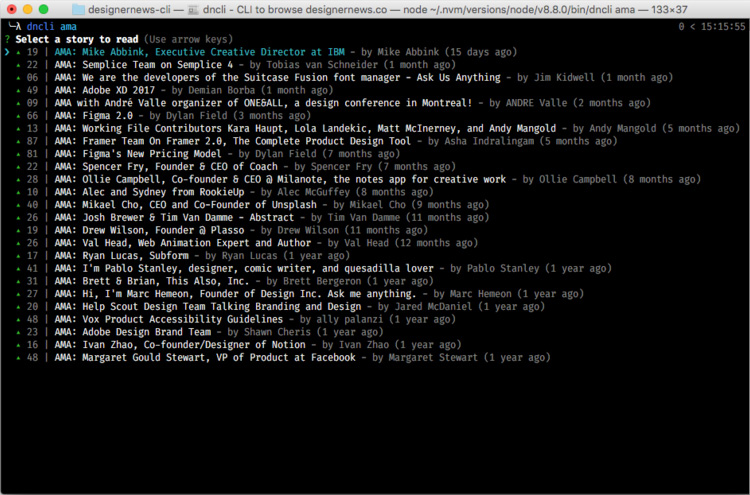 designernews-cli — dncli - CLI to browse designernews.co — node ~/.nvm/versions/node/v8.8.0/bin/dncli ama — 133×37
λ dncli ama 0 < 15:15:55
? Select a story to read (Use arrow keys)
❯ ▲ 19 | AMA: Mike Abbink, Executive Creative Director at IBM - by Mike Abbink (15 days ago)
▲ 22 | AMA: Semplice Team on Semplice 4 - by Tobias van Schneider (1 month ago)
▲ 06 | AMA: We are the developers of the Suitcase Fusion font manager - Ask Us Anything - by Jim Kidwell (1 month ago)
▲ 49 | AMA: Adobe XD 2017 - by Demian Borba (1 month ago)
▲ 09 | AMA with André Valle organizer of ONE&ALL, a design conference in Montreal! - by ANDRE Valle (2 months ago)
▲ 66 | AMA: Figma 2.0 - by Dylan Field (3 months ago)
▲ 13 | AMA: Working File Contributors Kara Haupt, Lola Landekic, Matt McInerney, and Andy Mangold - by Andy Mangold (5 months ago)
▲ 87 | AMA: Framer Team On Framer 2.0, The Complete Product Design Tool - by Asha Indralingam (5 months ago)
▲ 81 | AMA: Figma's New Pricing Model - by Dylan Field (7 months ago)
▲ 22 | AMA: Spencer Fry, Founder & CEO of Coach - by Spencer Fry (7 months ago)
▲ 28 | AMA: Ollie Campbell, Co-founder & CEO @ Milanote, the notes app for creative work - by Ollie Campbell (8 months ago)
▲ 10 | AMA: Alec and Sydney from RookieUp - by Alec McGuffey (8 months ago)
▲ 40 | AMA: Mikael Cho, CEO and Co-Founder of Unsplash - by Mikael Cho (9 months ago)
▲ 26 | AMA: Josh Brewer & Tim Van Damme - Abstract - by Tim Van Damme (11 months ago)
▲ 19 | AMA: Drew Wilson, Founder @ Plasso - by Drew Wilson (11 months ago)
▲ 26 | AMA: Val Head, Web Animation Expert and Author - by Val Head (12 months ago)
▲ 17 | AMA: Ryan Lucas, Subform - by Ryan Lucas (1 year ago)
▲ 41 | AMA: I'm Pablo Stanley, designer, comic writer, and quesadilla lover - by Pablo Stanley (1 year ago)
▲ 31 | AMA: Brett & Brian, This Also, Inc. - by Brett Bergeron (1 year ago)
▲ 27 | AMA: Hi, I'm Marc Hemeon, Founder of Design Inc. Ask me anything. - by Marc Hemeon (1 year ago)
▲ 20 | AMA: Help Scout Design Team Talking Branding and Design - by Jared McDaniel (1 year ago)
▲ 48 | AMA: Vox Product Accessibility Guidelines - by ally palanzi (1 year ago)
▲ 23 | AMA: Adobe Design Brand Team - by Shawn Cheris (1 year ago)
▲ 16 | AMA: Ivan Zhao, Co-founder/Designer of Notion - by Ivan Zhao (1 year ago)
▲ 48 | AMA: Margaret Gould Stewart, VP of Product at Facebook - by Margaret Stewart (1 year ago)